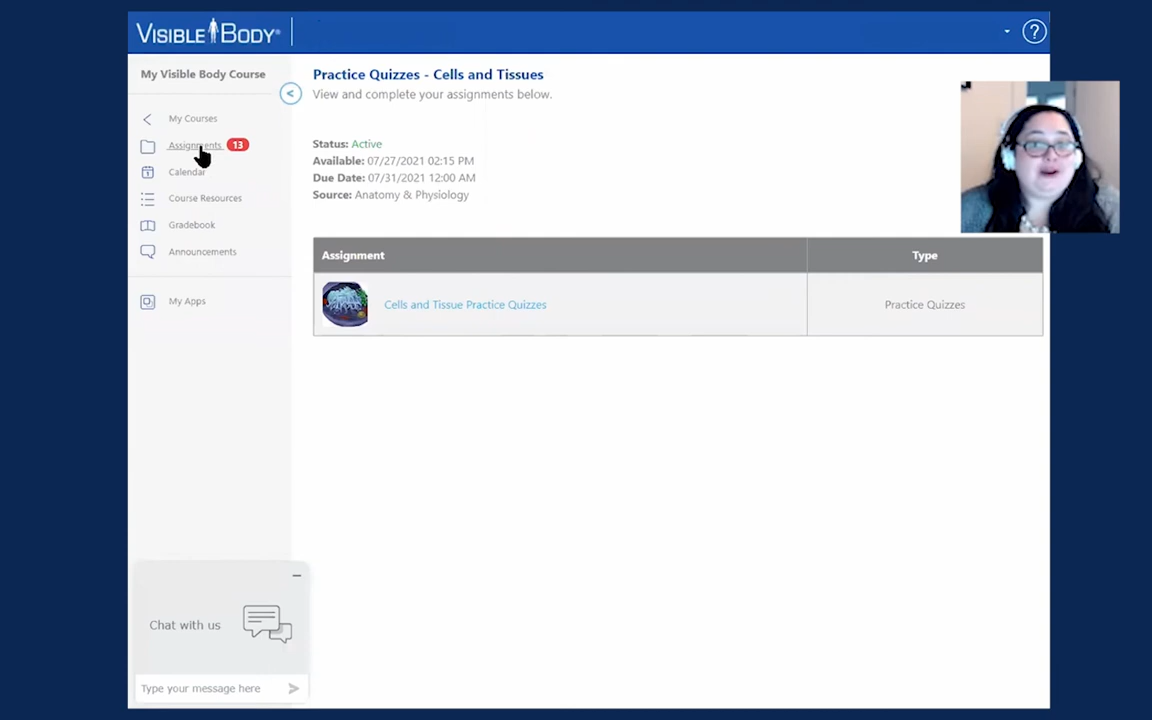 VISIBLE BODY®
?
My Visible Body Course
<
My Courses
Assignments 13
Calendar
Course Resources
Gradebook
Announcements
My Apps
Practice Quizzes - Cells and Tissues
View and complete your assignments below.
Status: Active
Available: 07/27/2021 02:15 PM
Due Date: 07/31/2021 12:00 AM
Source: Anatomy & Physiology
Assignment Type
Cells and Tissue Practice Quizzes Practice Quizzes
Chat with us
Type your message here